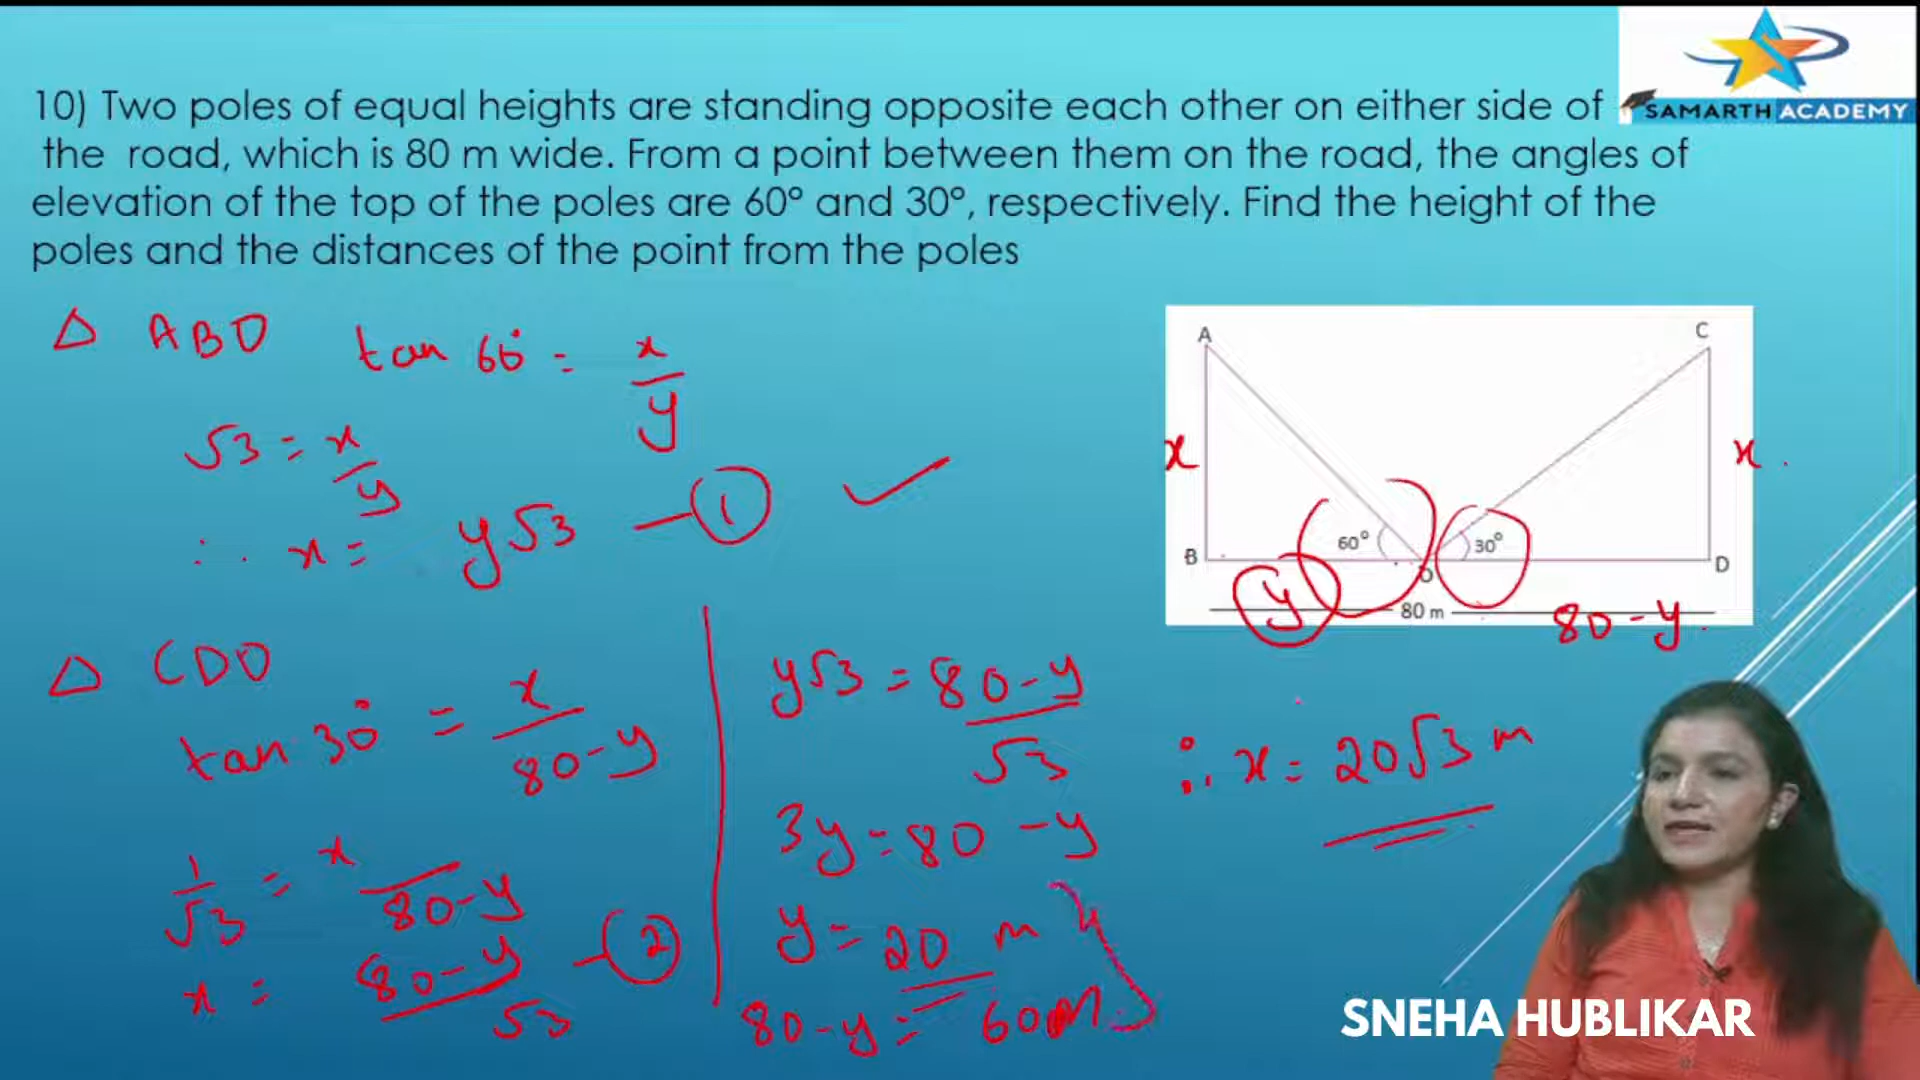 SAMARTH ACADEMY
10) Two poles of equal heights are standing opposite each other on either side of
the road, which is 80 m wide. From a point between them on the road, the angles of
elevation of the top of the poles are 60° and 30°, respectively. Find the height of the
poles and the distances of the point from the poles
△ ABO tan 60° = x/y
√3 = x/y
∴ x = y√3 — ①
△ CDO
tan 30° = x/80-y
1/√3 = x/80-y
x = 80-y/√3 — ②
y√3 = 80-y/√3
3y = 80 - y
y = 20 m
80-y = 60m
A
C
x
x
60°
30°
B
O
D
y
80 m
80-y
∴ x = 20√3 m
SNEHA HUBLIKAR